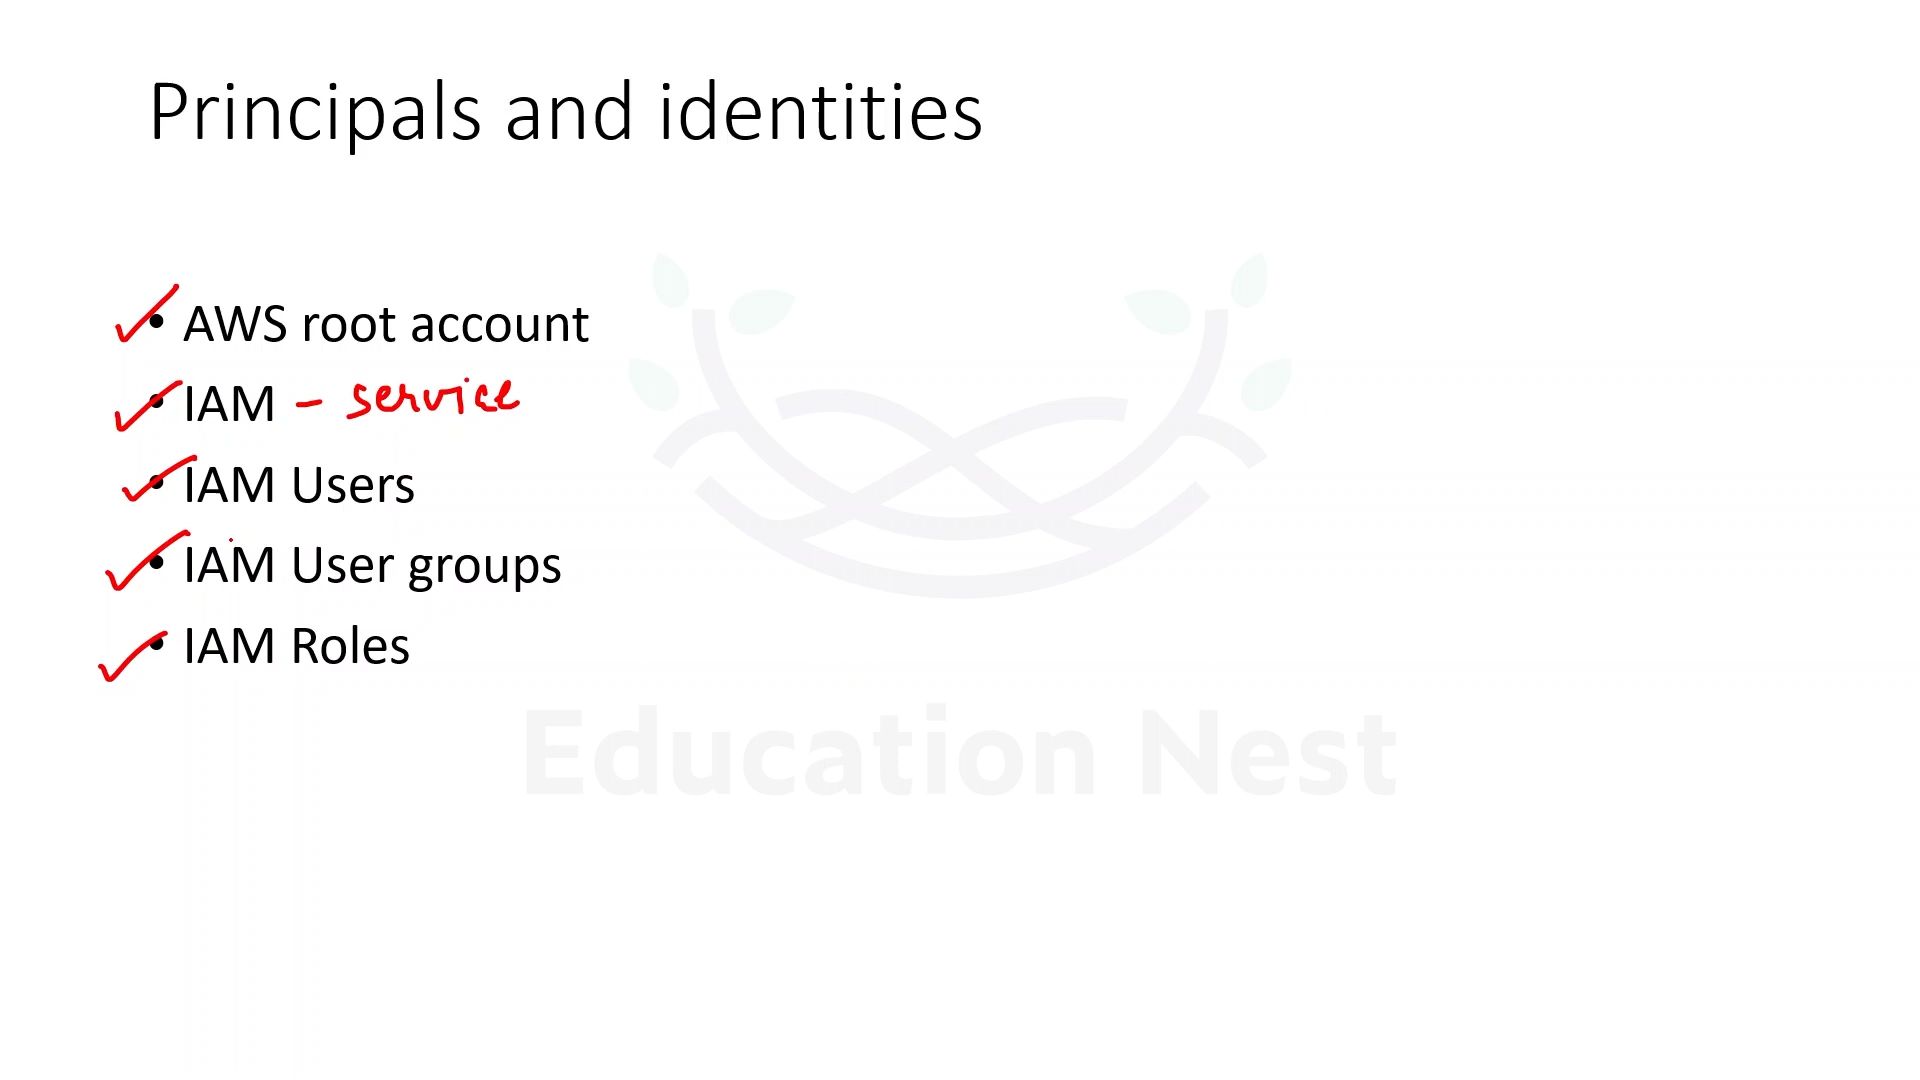 Principals and identities
• AWS root account
• IAM - service
• IAM Users
• IAM User groups
• IAM Roles
Education Nest